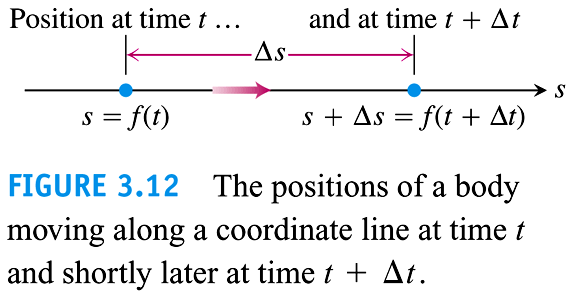 Position at time t … and at time t + Δt
Δs
s
s = f(t) s + Δs = f(t + Δt)
FIGURE 3.12 The positions of a body
moving along a coordinate line at time t
and shortly later at time t + Δt.